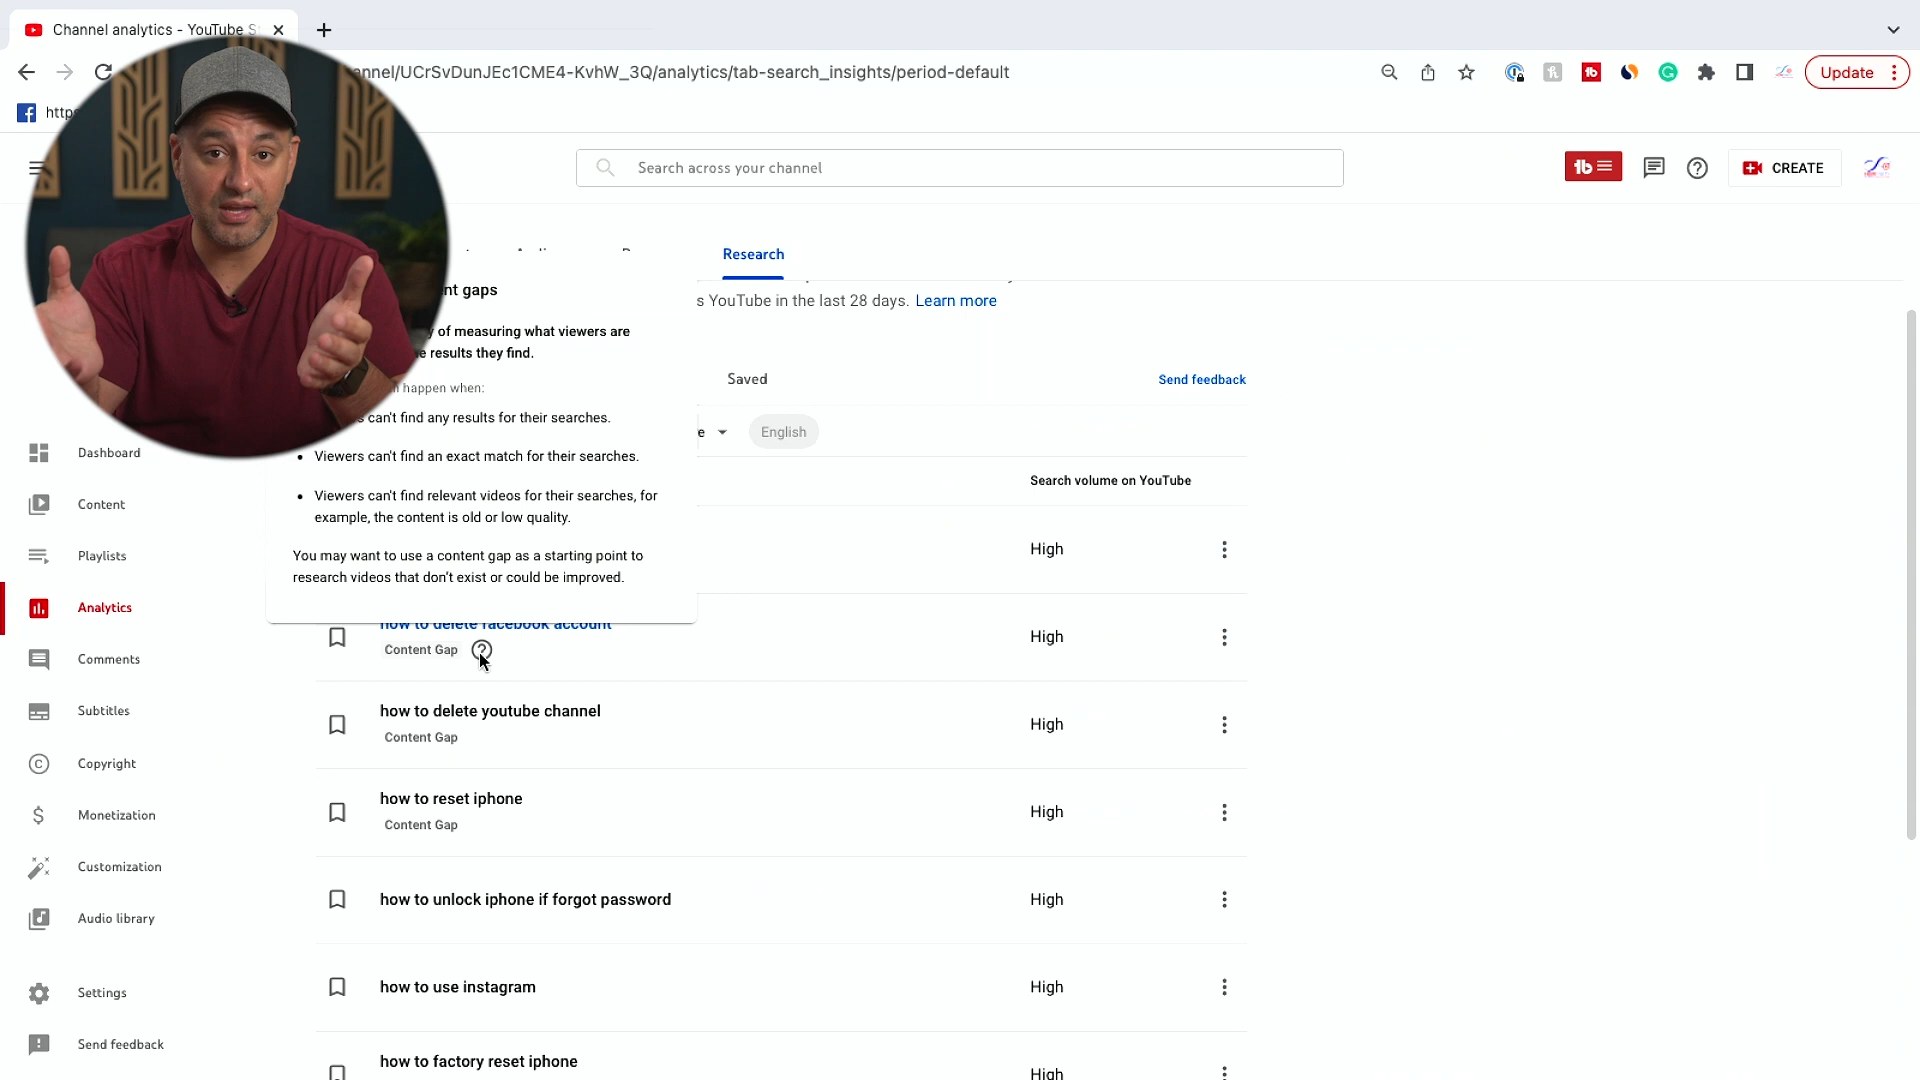 Channel analytics - YouTube S
annel/UCrSvDunJEc1CME4-KvhW_3Q/analytics/tab-search_insights/period-default
Update
http
Search across your channel
CREATE
Research
nt gaps
s YouTube in the last 28 days. Learn more
y of measuring what viewers are
e results they find.
happen when:
Saved
Send feedback
s can't find any results for their searches.
e
English
Viewers can't find an exact match for their searches.
Search volume on YouTube
Viewers can't find relevant videos for their searches, for
example, the content is old or low quality.
High
You may want to use a content gap as a starting point to
research videos that don't exist or could be improved.
how to delete facebook account
Content Gap
High
how to delete youtube channel
Content Gap
High
how to reset iphone
Content Gap
High
how to unlock iphone if forgot password
High
how to use instagram
High
how to factory reset iphone
High
Dashboard
Content
Playlists
Analytics
Comments
Subtitles
Copyright
Monetization
Customization
Audio library
Settings
Send feedback